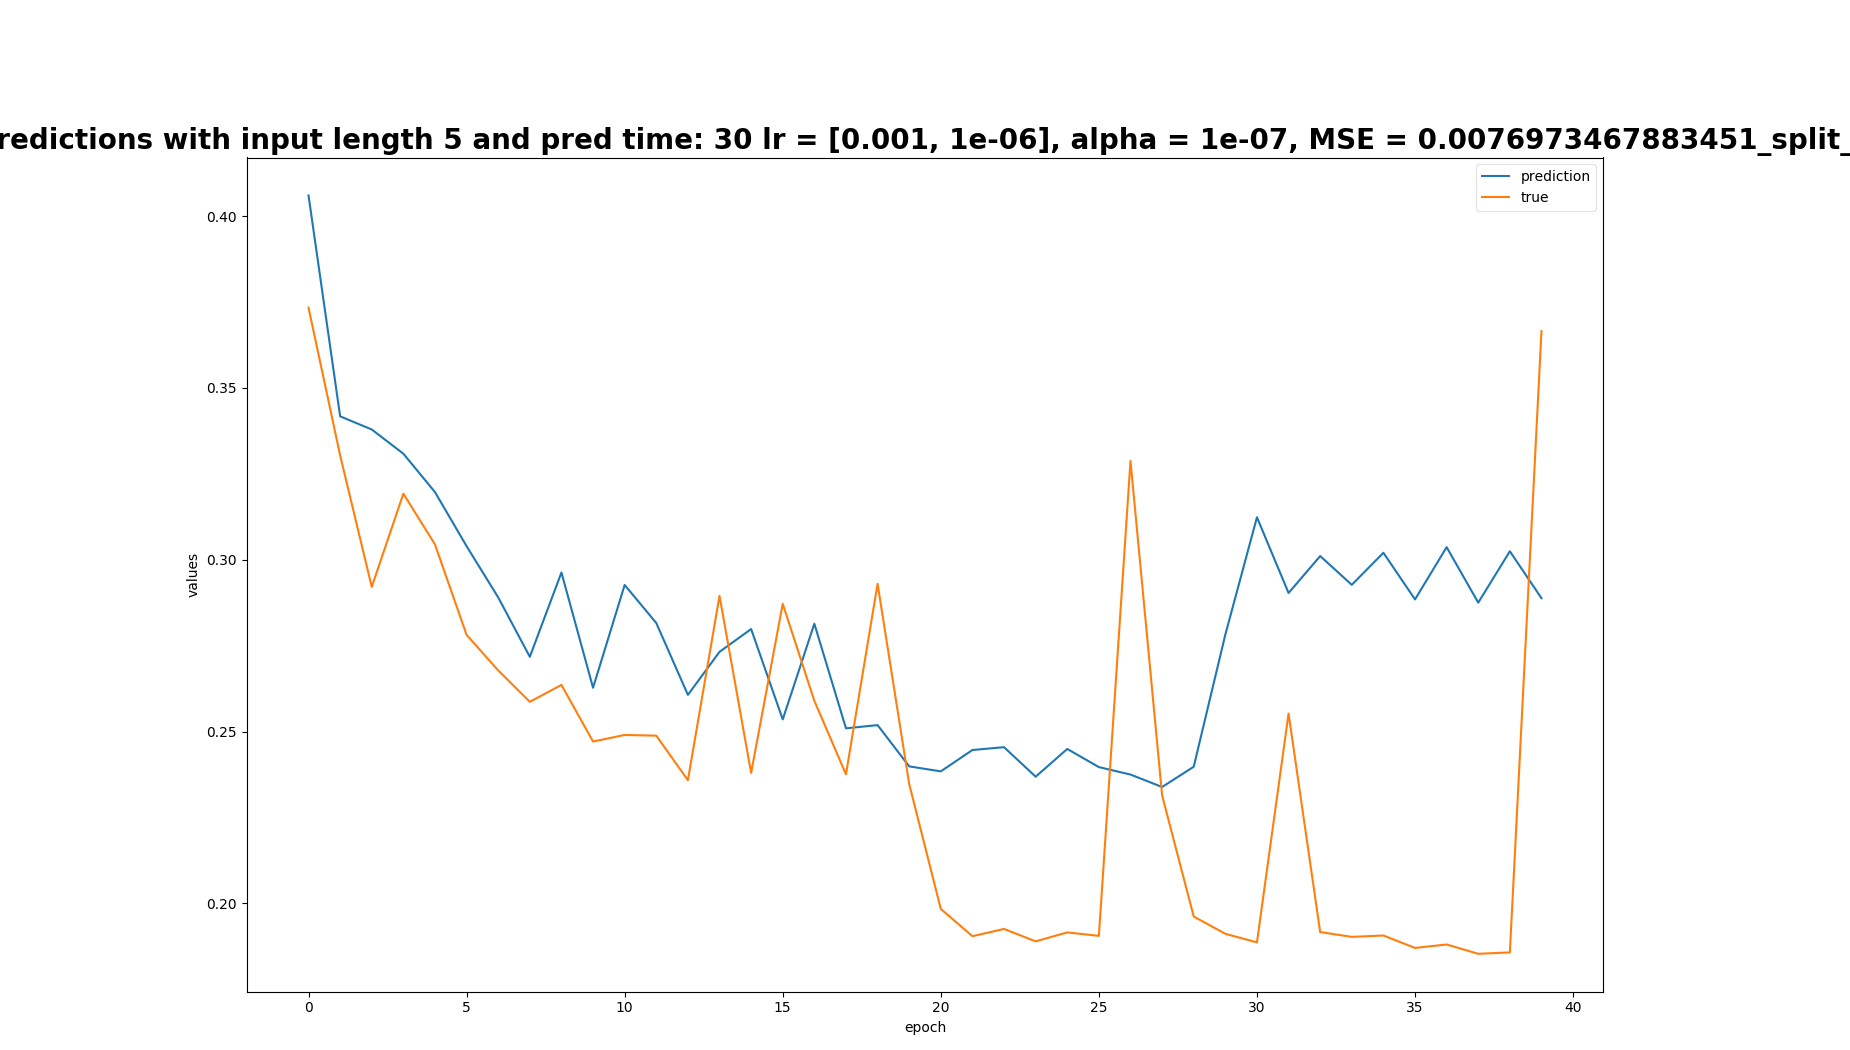 redictions with input length 5 and pred time: 30 lr = [0.001, 1e-06], alpha = 1e-07, MSE = 0.0076973467883451_split_
prediction
true
0.40
0.35
0.30
0.25
0.20
values
0 5 10 15 20 25 30 35 40
epoch